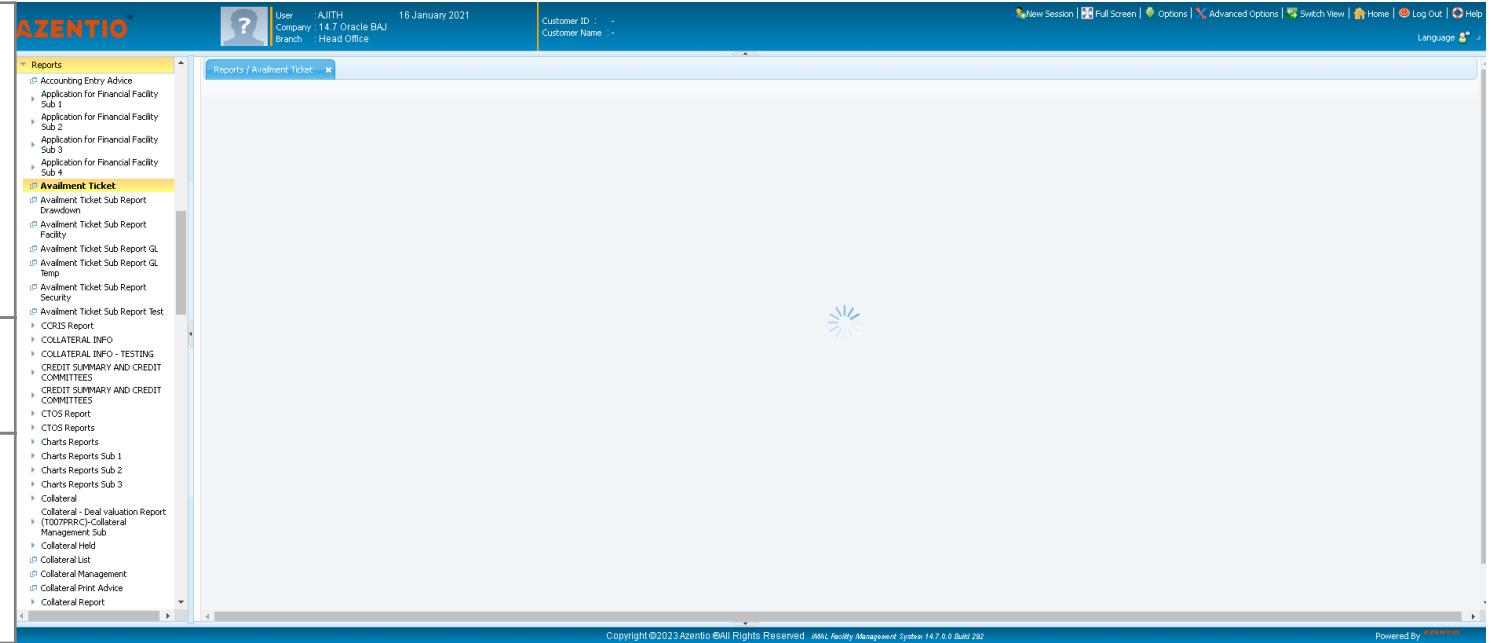 AZENTIO
User : AJITH 16 January 2021
Company : 14.7 Oracle BAJ
Branch : Head Office
Customer ID : -
Customer Name : -
New Session | Full Screen | Options | Advanced Options | Switch View | Home | Log Out | Help
Language
Reports
Accounting Entry Advice
Application for Financial Facility
Sub 1
Application for Financial Facility
Sub 2
Application for Financial Facility
Sub 3
Application for Financial Facility
Sub 4
Availment Ticket
Availment Ticket Sub Report
Drawdown
Availment Ticket Sub Report
Facility
Availment Ticket Sub Report GL
Availment Ticket Sub Report GL
Temp
Availment Ticket Sub Report
Security
Availment Ticket Sub Report Test
CCRIS Report
COLLATERAL INFO
COLLATERAL INFO - TESTING
CREDIT SUMMARY AND CREDIT
COMMITTEES
CREDIT SUMMARY AND CREDIT
COMMITTEES
CTOS Report
CTOS Reports
Charts Reports
Charts Reports Sub 1
Charts Reports Sub 2
Charts Reports Sub 3
Collateral
Collateral - Deal valuation Report
(T007PRRC)-Collateral
Management Sub
Collateral Held
Collateral List
Collateral Management
Collateral Print Advice
Collateral Report
Reports / Availment Ticket
Copyright ©2023 Azentio ®All Rights Reserved iMAL Facility Management System 14.7.0.0 Build 292
Powered By AZENTIO